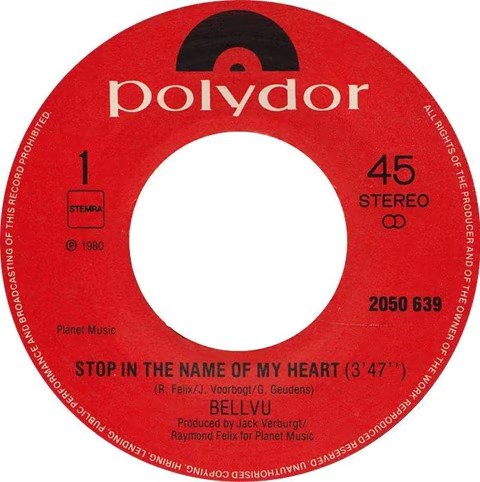 polydor
1
45
STEREO
STEMRA
℗ 1980
2050 639
Planet Music
STOP IN THE NAME OF MY HEART (3'47'')
(R. Felix/J. Voorbogt/G. Geudens)
BELLVU
Produced by Jack Verburgt/
Raymond Felix for Planet Music
ALL RIGHTS OF THE PRODUCER AND OF THE OWNER OF THE WORK REPRODUCED RESERVED. UNAUTHORISED COPYING, HIRING, LENDING, PUBLIC PERFORMANCE AND BROADCASTING OF THIS RECORD PROHIBITED.